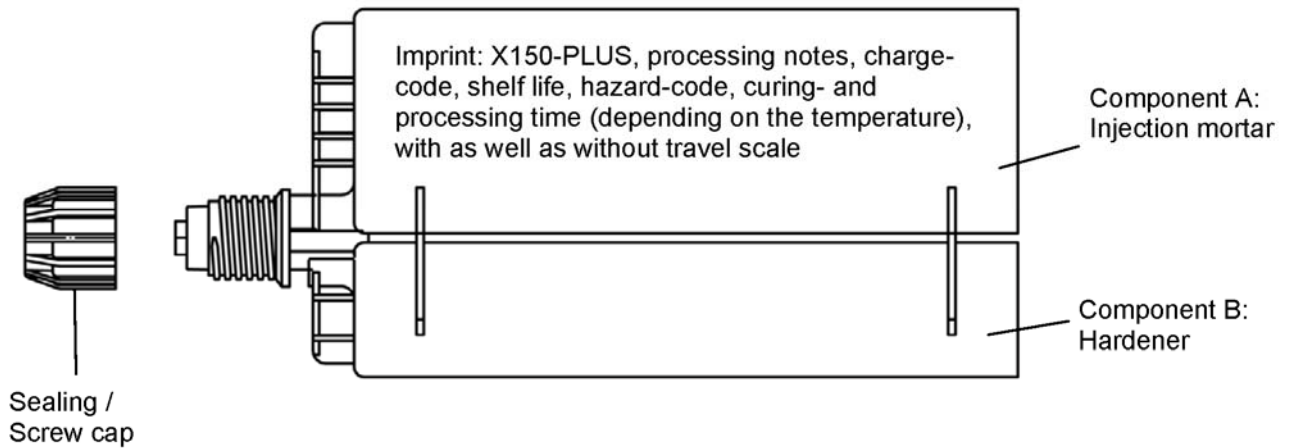 Imprint: X150-PLUS, processing notes, charge-
code, shelf life, hazard-code, curing- and
processing time (depending on the temperature),
with as well as without travel scale
Component A:
Injection mortar
Component B:
Hardener
Sealing /
Screw cap